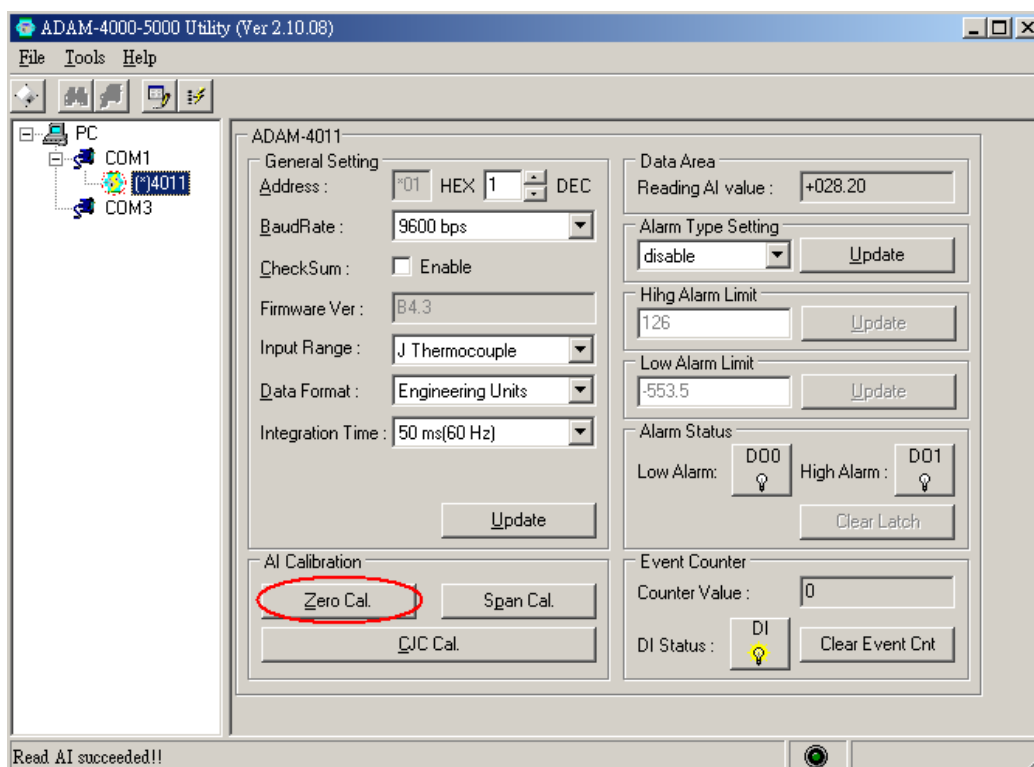 ADAM-4000-5000 Utility (Ver 2.10.08)
File Tools Help
PC
COM1
(*)4011
COM3
ADAM-4011
General Setting
Address : *01 HEX 1 DEC
BaudRate : 9600 bps
CheckSum : Enable
Firmware Ver : B4.3
Input Range : J Thermocouple
Data Format : Engineering Units
Integration Time : 50 ms(60 Hz)
Update
AI Calibration
Zero Cal. Span Cal.
CJC Cal.
Data Area
Reading AI value : +028.20
Alarm Type Setting
disable Update
Hihg Alarm Limit
126 Update
Low Alarm Limit
-553.5 Update
Alarm Status
Low Alarm: DO0 High Alarm : DO1
Clear Latch
Event Counter
Counter Value : 0
DI Status : DI Clear Event Cnt
Read AI succeeded!!